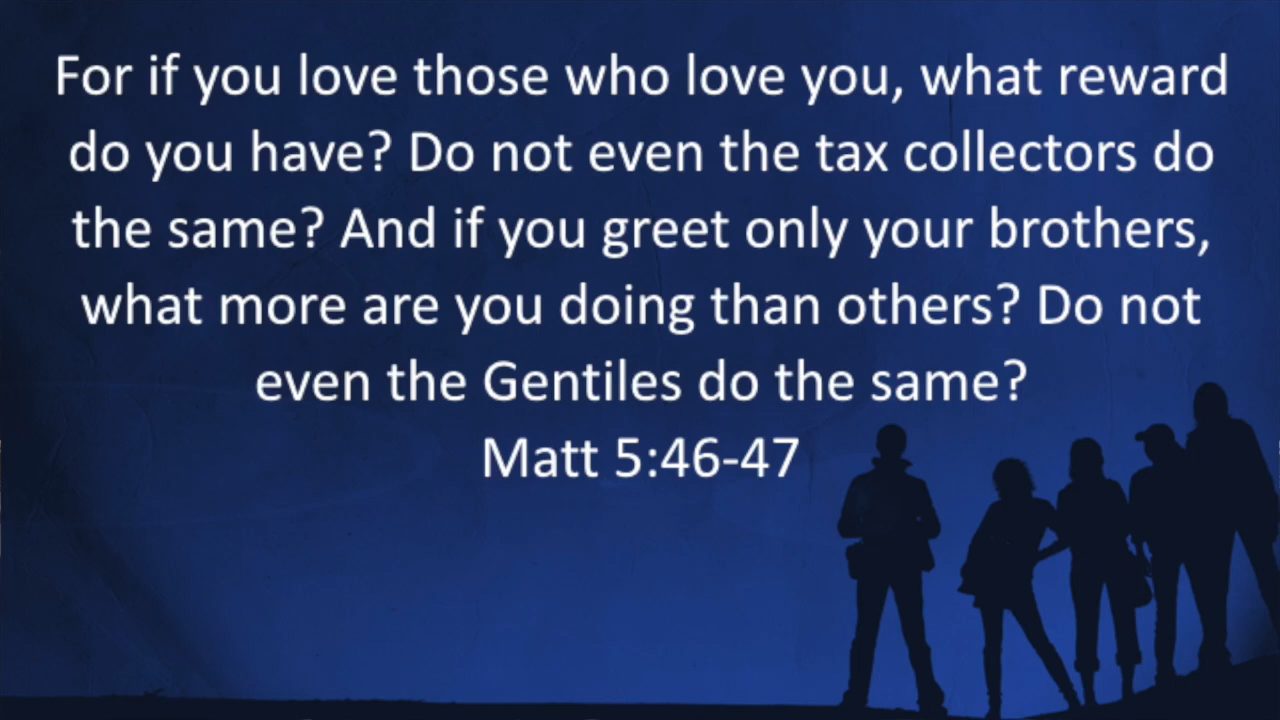 For if you love those who love you, what reward
do you have? Do not even the tax collectors do
the same? And if you greet only your brothers,
what more are you doing than others? Do not
even the Gentiles do the same?
Matt 5:46-47